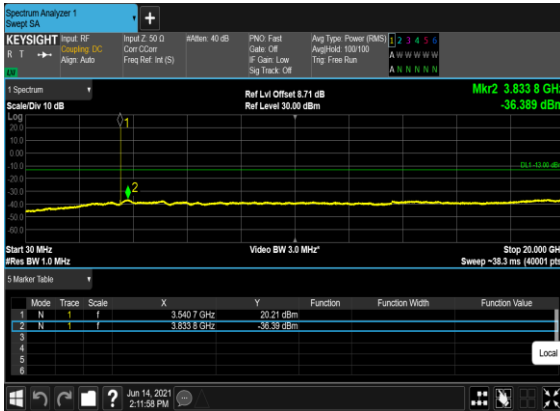 Spectrum Analyzer 1
Swept SA
+
KEYSIGHT
R T
Input: RF
Coupling: DC
Align: Auto
Input Z: 50 Ω
Corr CCorr
Freq Ref: Int (S)
#Atten: 40 dB
PNO: Fast
Gate: Off
IF Gain: Low
Sig Track: Off
Avg Type: Power (RMS)
Avg|Hold: 100/100
Trig: Free Run
1 2 3 4 5 6
A W W W W W
A N N N N N
1 Spectrum
Scale/Div 10 dB
Ref Lvl Offset 8.71 dB
Ref Level 30.00 dBm
Mkr2 3.833 8 GHz
-36.389 dBm
Log
20.0
10.0
0.00
-10.0
-20.0
-30.0
-40.0
-50.0
-60.0
1
2
DL1 -13.00 dBm
Start 30 MHz
#Res BW 1.0 MHz
Video BW 3.0 MHz*
Stop 20.000 GHz
Sweep ~38.3 ms (40001 pts)
5 Marker Table
Mode Trace Scale X Y Function Function Width Function Value
1 N 1 f 3.540 7 GHz 20.21 dBm
2 N 1 f 3.833 8 GHz -36.39 dBm
3
4
5
6
Local
?
Jun 14, 2021
2:11:58 PM